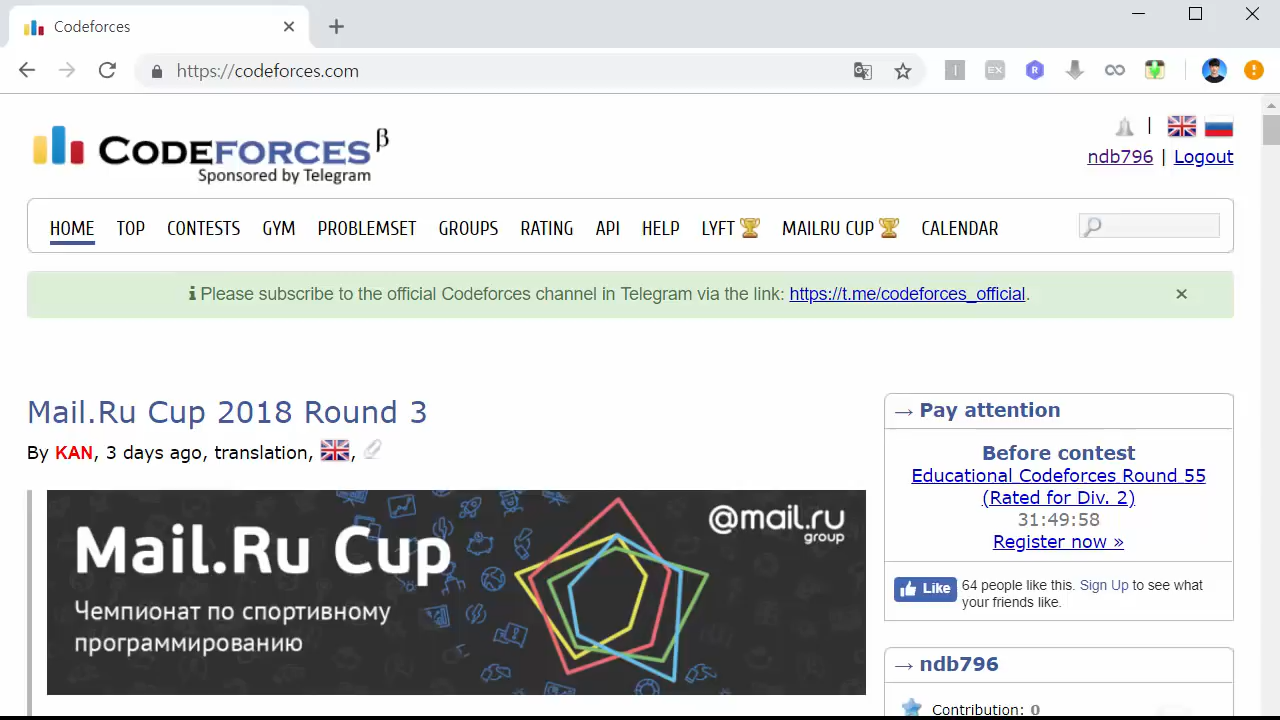 Codeforces
https://codeforces.com
EX
R
CODEFORCES β
Sponsored by Telegram
|
ndb796 | Logout
HOME TOP CONTESTS GYM PROBLEMSET GROUPS RATING API HELP LYFT MAILRU CUP CALENDAR
Please subscribe to the official Codeforces channel in Telegram via the link: https://t.me/codeforces_official.
Mail.Ru Cup 2018 Round 3
By KAN, 3 days ago, translation, ,
Mail.Ru Cup
Чемпионат по спортивному
программированию
@mail.ru
group
→ Pay attention
Before contest
Educational Codeforces Round 55
(Rated for Div. 2)
31:49:58
Register now »
Like 64 people like this. Sign Up to see what
your friends like.
→ ndb796
Contribution: 0